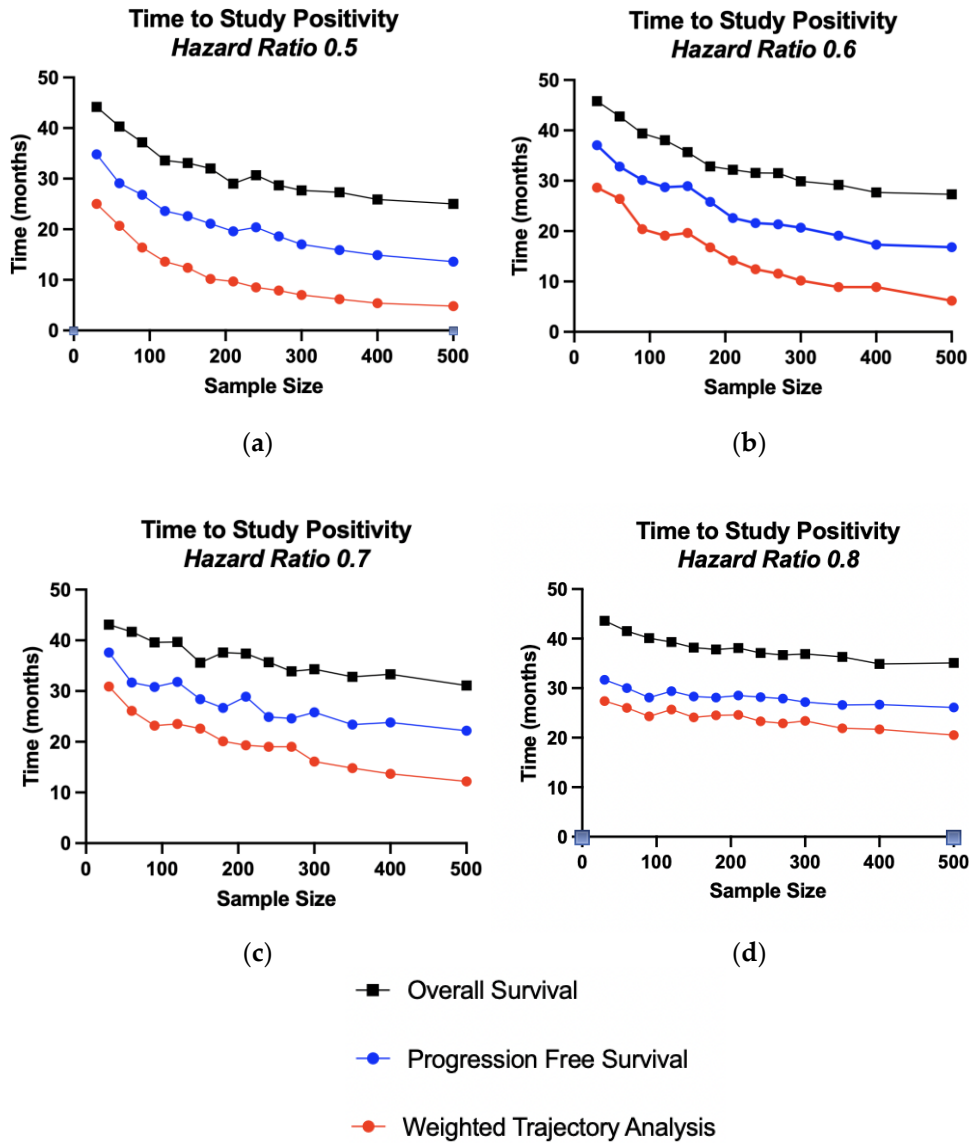 Time to Study Positivity
Hazard Ratio 0.5
Time (months)
50
40
30
20
10
0
0 100 200 300 400 500
Sample Size
(a)
Time to Study Positivity
Hazard Ratio 0.6
Time (months)
50
40
30
20
10
0
0 100 200 300 400 500
Sample Size
(b)
Time to Study Positivity
Hazard Ratio 0.7
Time (months)
50
40
30
20
10
0
0 100 200 300 400 500
Sample Size
(c)
Time to Study Positivity
Hazard Ratio 0.8
Time (months)
50
40
30
20
10
0
0 100 200 300 400 500
Sample Size
(d)
Overall Survival
Progression Free Survival
Weighted Trajectory Analysis